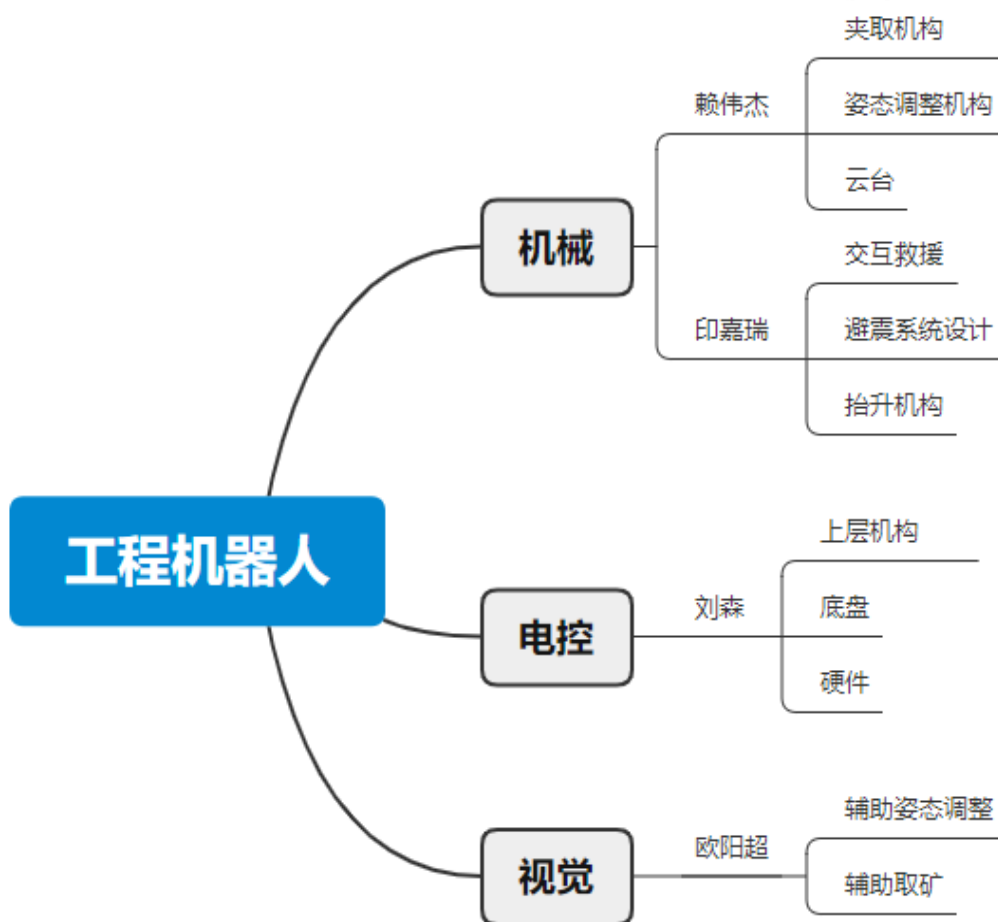 夹取机构
赖伟杰
姿态调整机构
云台
机械
交互救援
印嘉瑞
避震系统设计
抬升机构
工程机器人
上层机构
电控
刘森
底盘
硬件
辅助姿态调整
视觉
欧阳超
辅助取矿